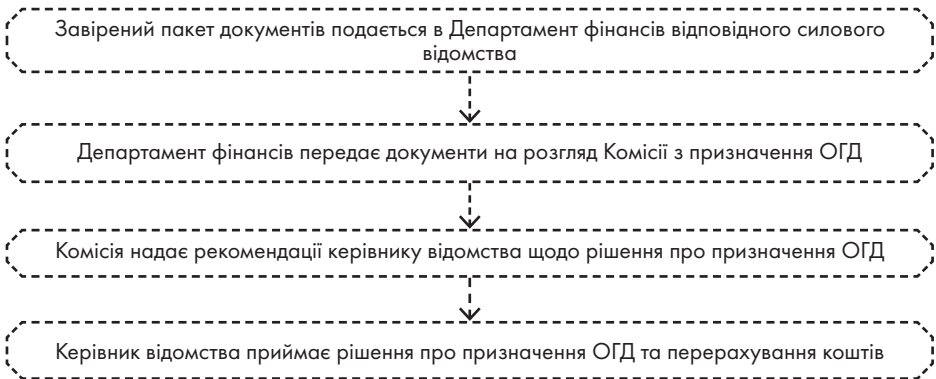 Завірений пакет документів подається в Департамент фінансів відповідного силового
відомства
Департамент фінансів передає документи на розгляд Комісії з призначення ОГД
Комісія надає рекомендації керівнику відомства щодо рішення про призначення ОГД
Керівник відомства приймає рішення про призначення ОГД та перерахування коштів